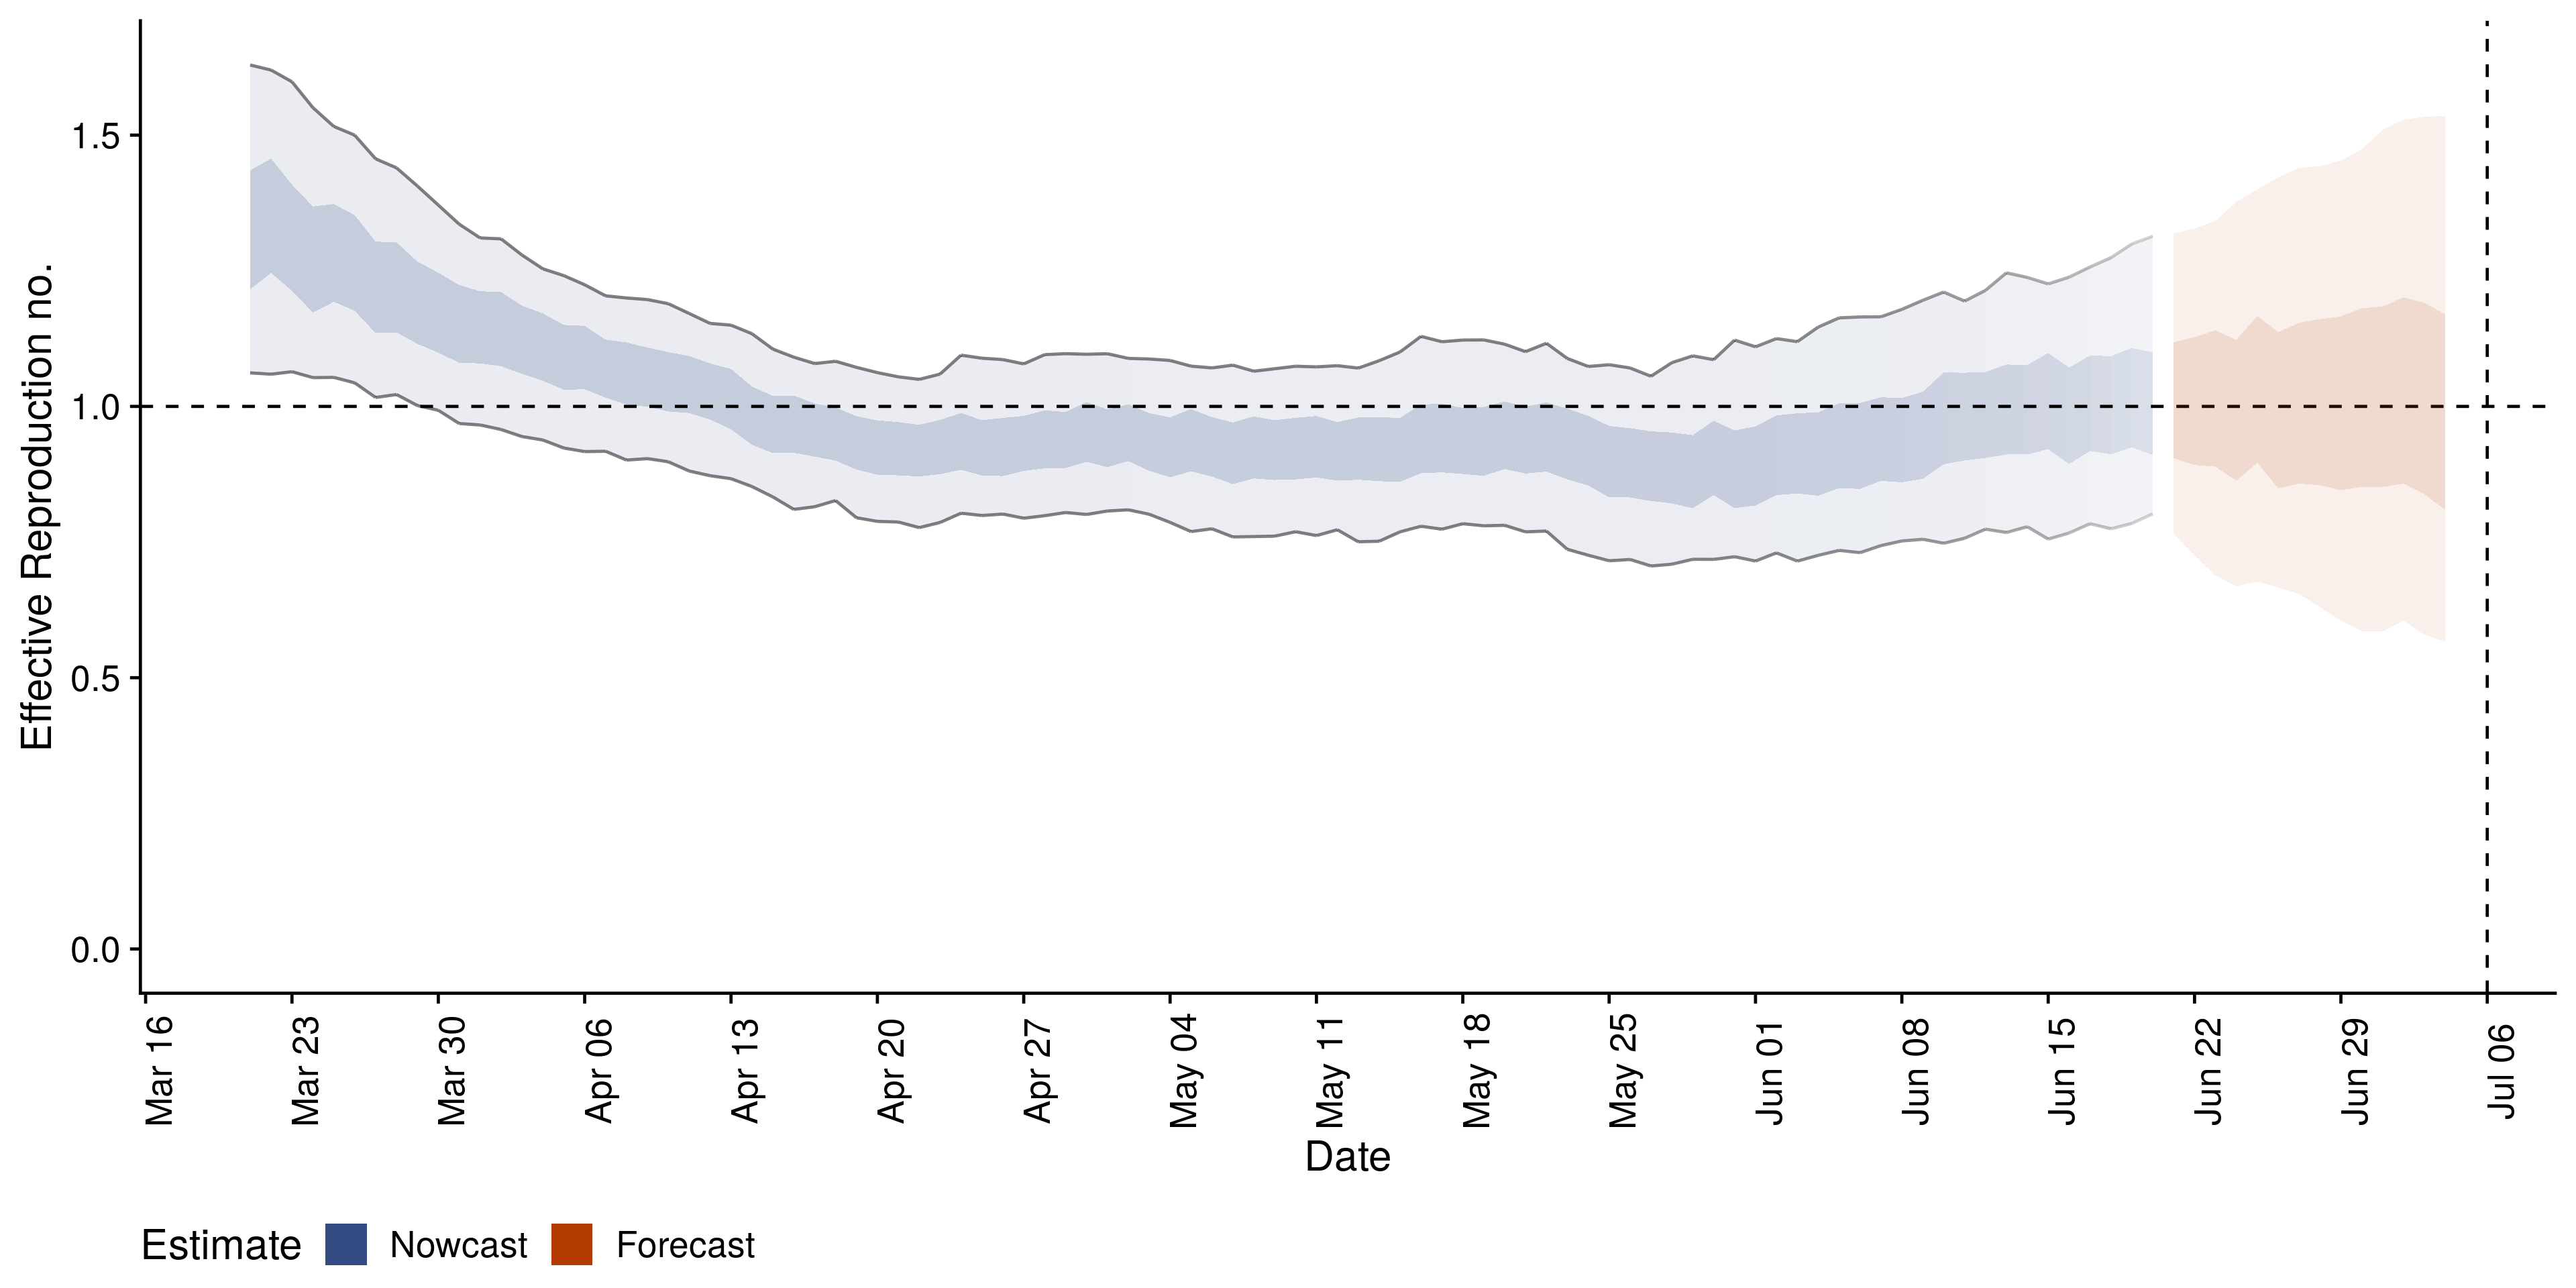 Effective Reproduction no.
1.5
1.0
0.5
0.0
Mar 16
Mar 23
Mar 30
Apr 06
Apr 13
Apr 20
Apr 27
May 04
May 11
May 18
May 25
Jun 01
Jun 08
Jun 15
Jun 22
Jun 29
Jul 06
Date
Estimate Nowcast Forecast